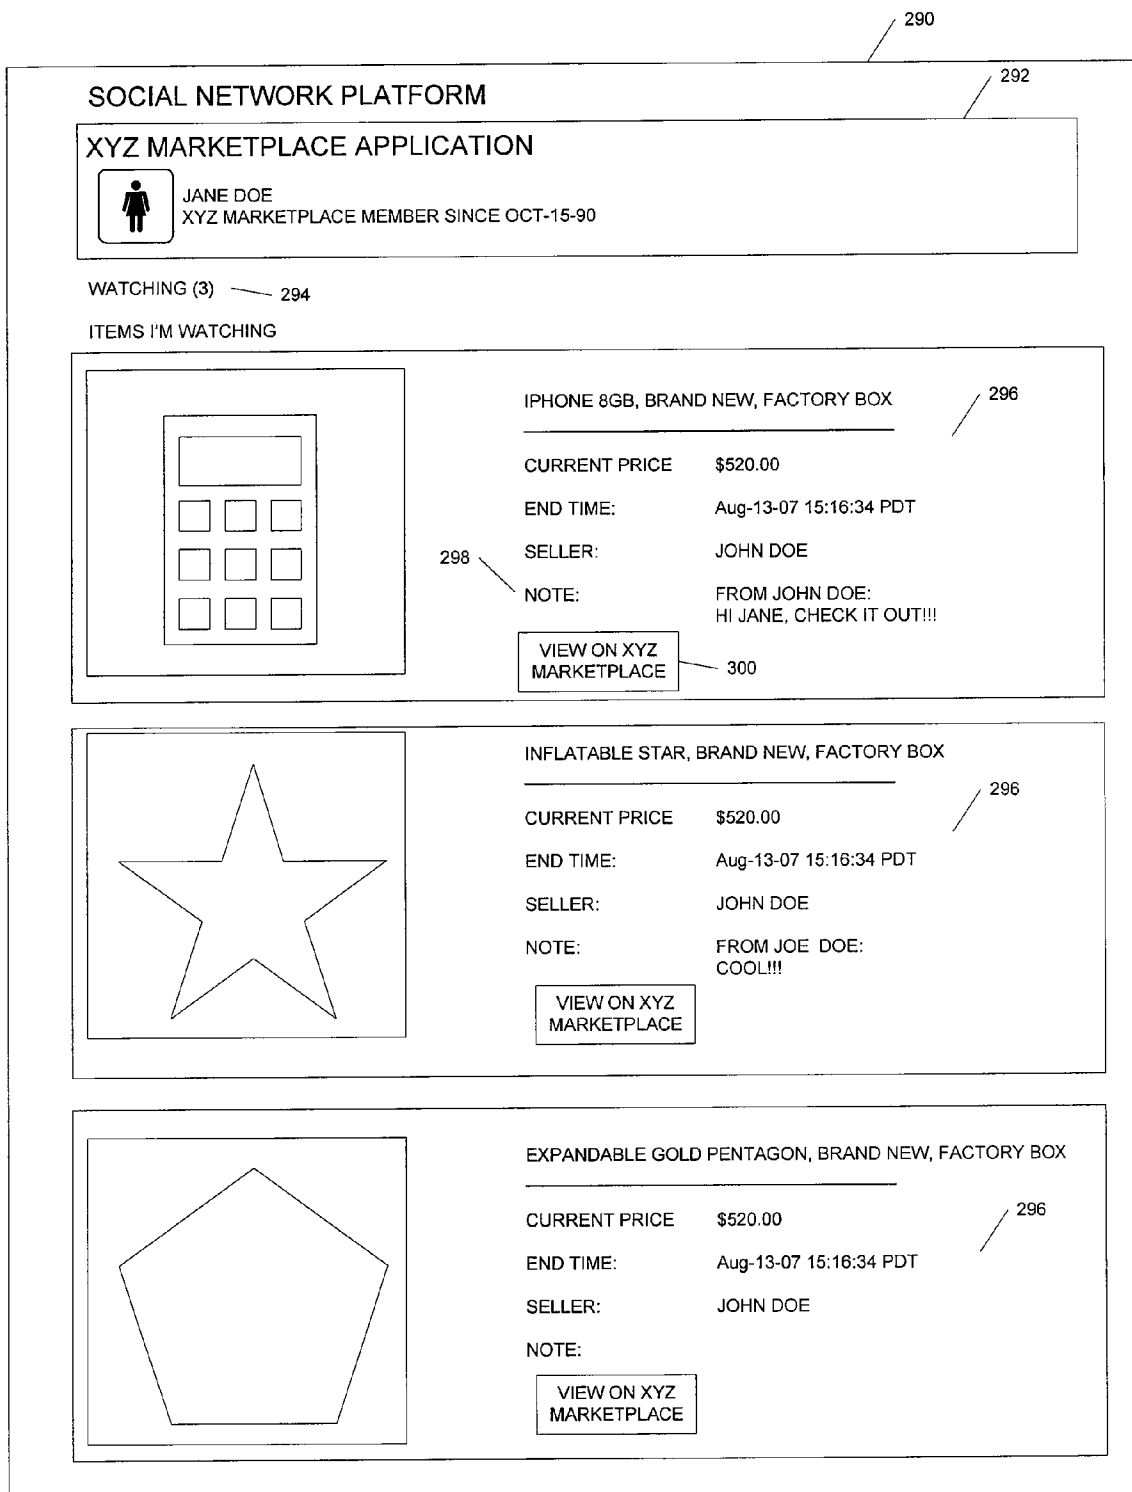 290
SOCIAL NETWORK PLATFORM
292
XYZ MARKETPLACE APPLICATION
JANE DOE
XYZ MARKETPLACE MEMBER SINCE OCT-15-90
WATCHING (3)
294
ITEMS I'M WATCHING
IPHONE 8GB, BRAND NEW, FACTORY BOX
296
CURRENT PRICE $520.00
END TIME: Aug-13-07 15:16:34 PDT
SELLER: JOHN DOE
298
NOTE: FROM JOHN DOE:
HI JANE, CHECK IT OUT!!!
VIEW ON XYZ
MARKETPLACE
300
INFLATABLE STAR, BRAND NEW, FACTORY BOX
296
CURRENT PRICE $520.00
END TIME: Aug-13-07 15:16:34 PDT
SELLER: JOHN DOE
NOTE: FROM JOE DOE:
COOL!!!
VIEW ON XYZ
MARKETPLACE
EXPANDABLE GOLD PENTAGON, BRAND NEW, FACTORY BOX
296
CURRENT PRICE $520.00
END TIME: Aug-13-07 15:16:34 PDT
SELLER: JOHN DOE
NOTE:
VIEW ON XYZ
MARKETPLACE